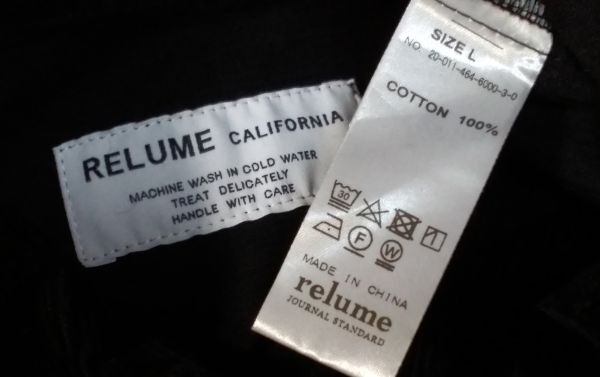 RELUME CALIFORNIA
MACHINE WASH IN COLD WATER
TREAT DELICATELY
HANDLE WITH CARE
SIZE L
NO. 20-011-464-6000-3-0
COTTON 100%
30
F W
MADE IN CHINA
relume
JOURNAL STANDARD